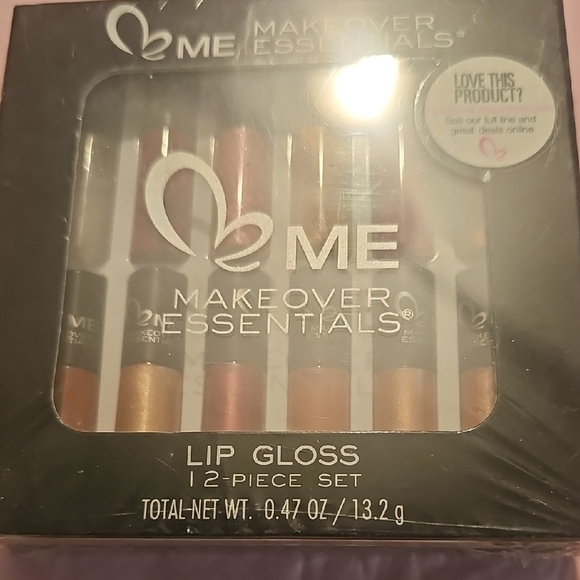 ME MAKEOVER
ESSENTIALS®
LOVE THIS
PRODUCT?
See our full line and
great deals online
ME
MAKEOVER
ESSENTIALS®
ME
LIP GLOSS
12-PIECE SET
TOTAL NET WT. 0.47 OZ / 13.2 g